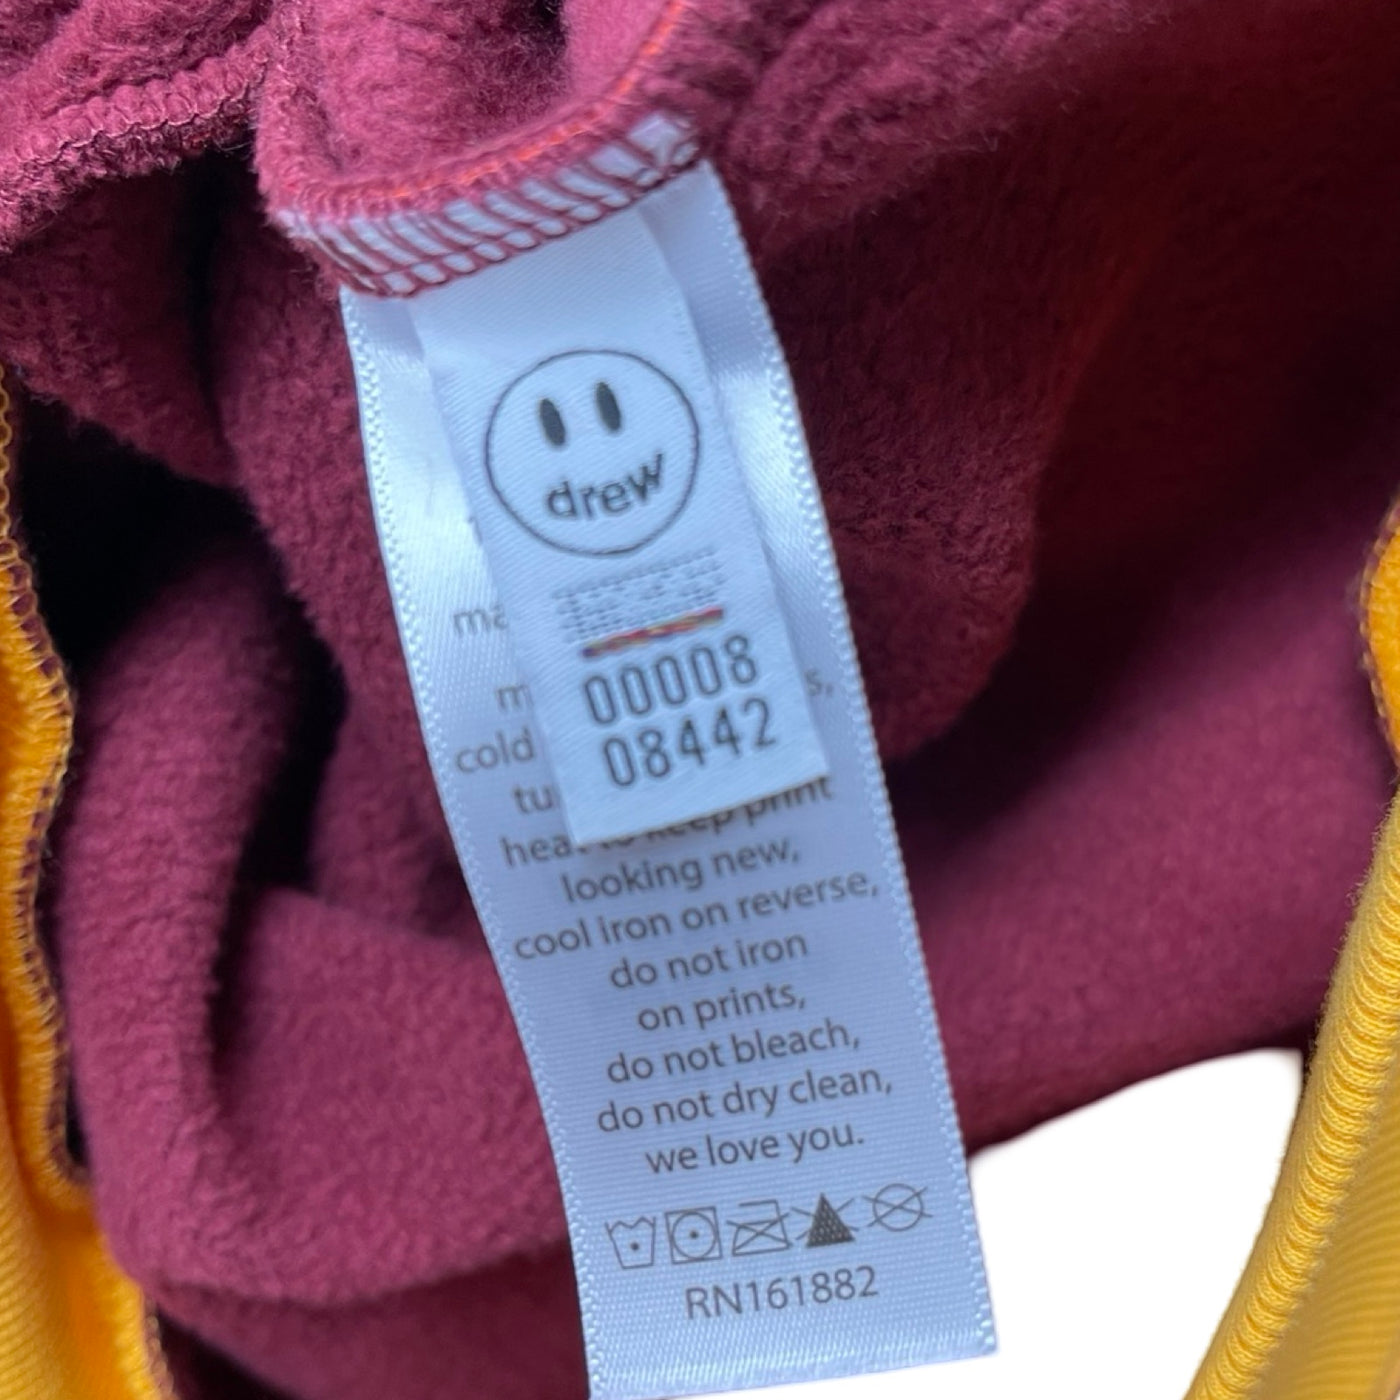 drew
00008
08442
cold
looking new,
cool iron on reverse,
do not iron
on prints,
do not bleach,
do not dry clean,
we love you.
RN161882